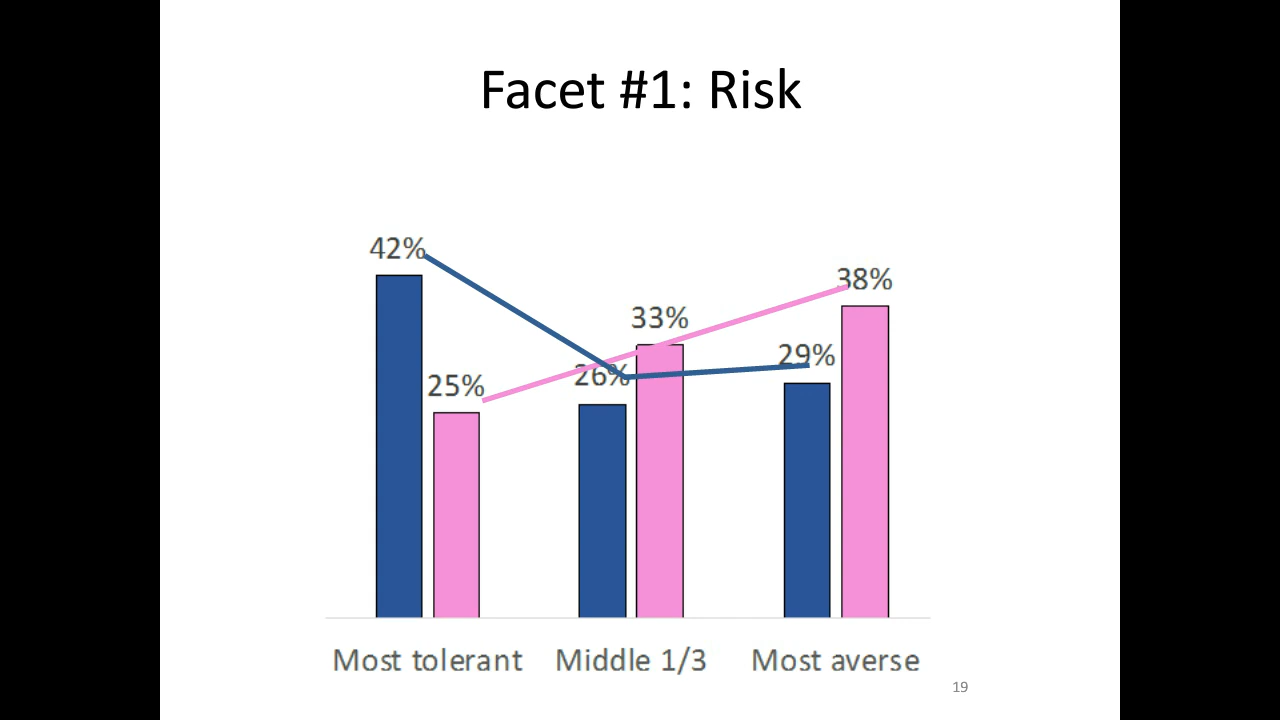 Facet #1: Risk
42%
25%
26%
33%
29%
38%
Most tolerant
Middle 1/3
Most averse
19